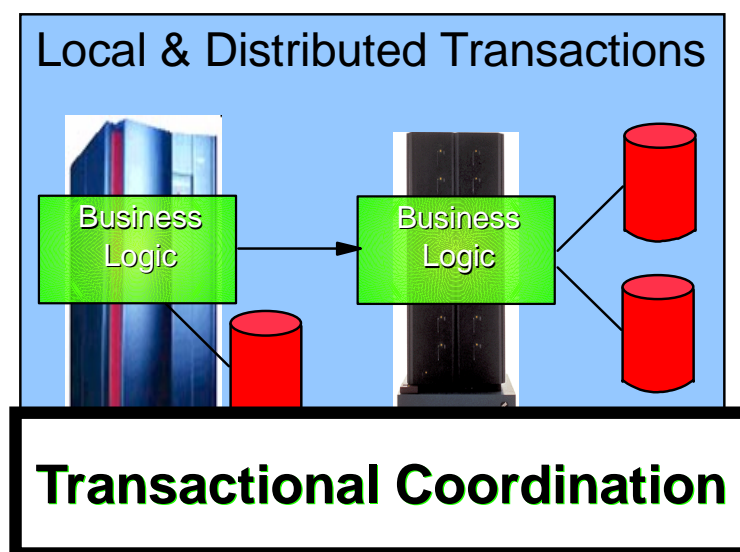 Local & Distributed Transactions
Business
Logic
Business
Logic
Transactional Coordination